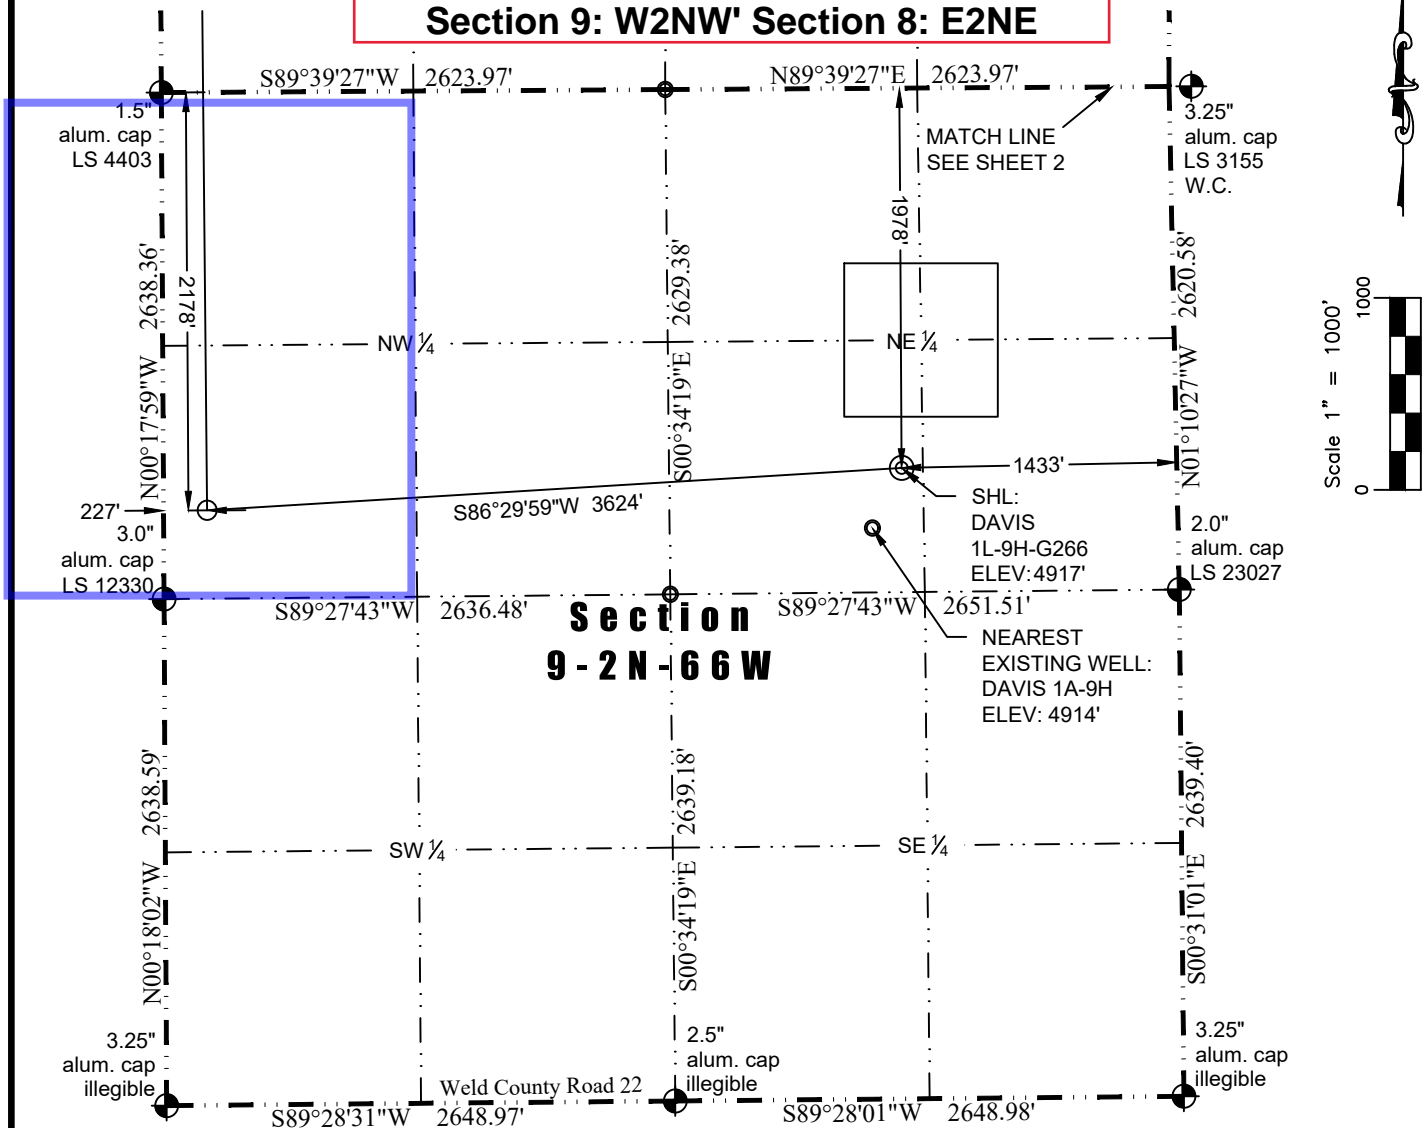 Section 9: W2NW' Section 8: E2NE
S89°39'27"W 2623.97'
N89°39'27"E 2623.97'
1.5"
alum. cap
LS 4403
MATCH LINE
SEE SHEET 2
3.25"
alum. cap
LS 3155
W.C.
2638.36'
N00°17'59"W
2178'
2629.38'
S00°34'19"E
1978'
2620.58'
N01°10'27"W
NW ¼
NE ¼
Scale 1" = 1000'
0
1000
227'
3.0"
alum. cap
LS 12330
S86°29'59"W 3624'
1433'
SHL:
DAVIS
1L-9H-G266
ELEV:4917'
2.0"
alum. cap
LS 23027
S89°27'43"W 2636.48'
S89°27'43"W 2651.51'
Section
9-2N-66W
NEAREST
EXISTING WELL:
DAVIS 1A-9H
ELEV: 4914'
2638.59'
N00°18'02"W
2639.18'
S00°34'19"E
2639.40'
S00°31'01"E
SW ¼
SE ¼
3.25"
alum. cap
illegible
2.5"
alum. cap
illegible
3.25"
alum. cap
illegible
Weld County Road 22
S89°28'31"W 2648.97'
S89°28'01"W 2648.98'